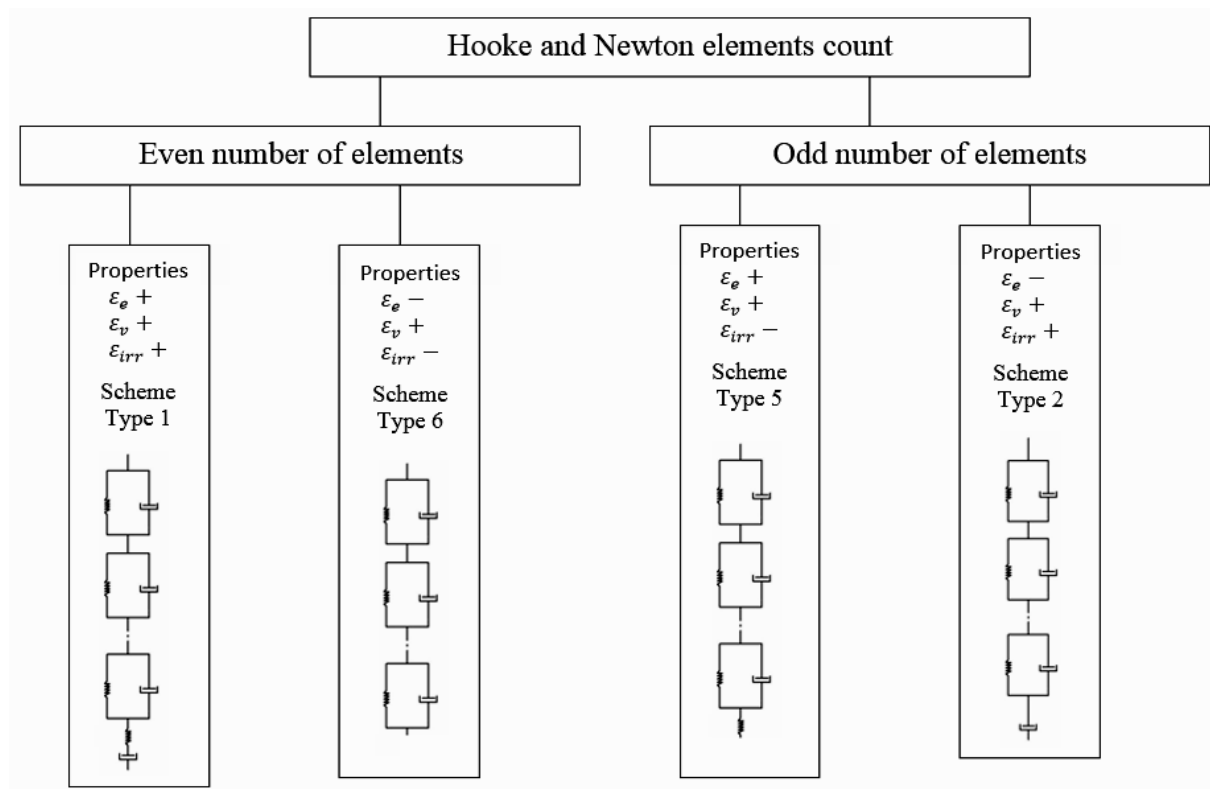 Hooke and Newton elements count
Even number of elements
Odd number of elements
Properties
εₑ +
εᵥ +
εᵢᵣᵣ +
Scheme
Type 1
Properties
εₑ −
εᵥ +
εᵢᵣᵣ −
Scheme
Type 6
Properties
εₑ +
εᵥ +
εᵢᵣᵣ −
Scheme
Type 5
Properties
εₑ −
εᵥ +
εᵢᵣᵣ +
Scheme
Type 2